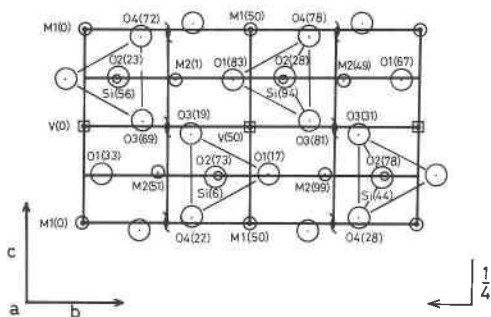 M1(0) O4(72) M1(50) O4(78)
O2(23) O1(83) O2(28) O1(67)
M2(1) M2(49)
Si(56) Si(94)
O3(19) O3(31)
V(0) V(50)
O3(69) O3(81)
O1(33) O2(73) O1(17) O2(78)
M2(51) Si(6) M2(99) Si(44)
M1(0) O4(22) M1(50) O4(28)
c
a b
1
4